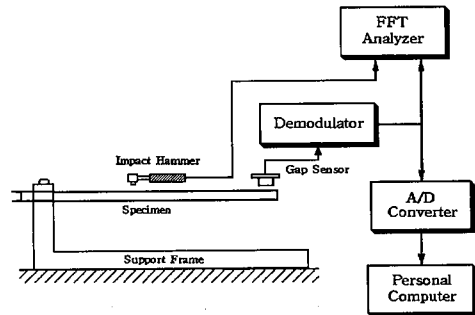 FFT
Analyzer
Demodulator
Impact Hammer
Gap Sensor
Specimen
A/D
Converter
Support Frame
Personal
Computer